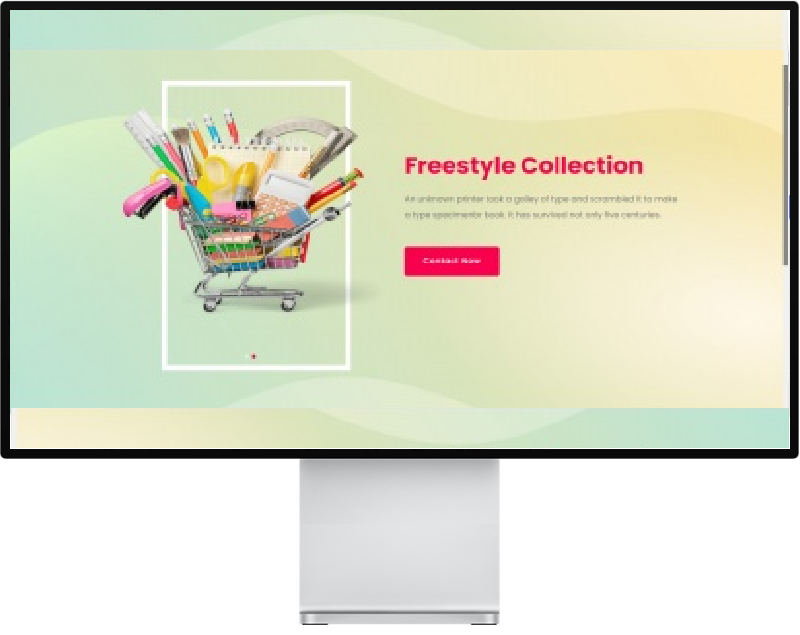 Freestyle Collection
An unknown printer took a galley of type and scrambled it to make
a type specimento book. It has survived not only five centuries.
Contact Now